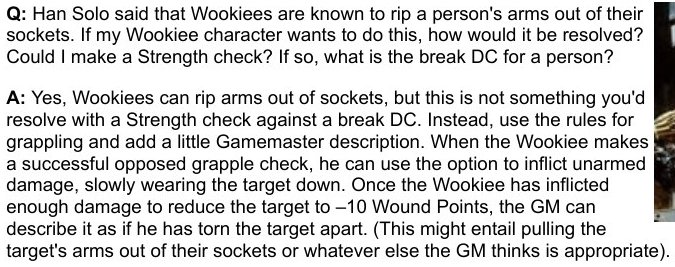 Q: Han Solo said that Wookiees are known to rip a person's arms out of their
sockets. If my Wookiee character wants to do this, how would it be resolved?
Could I make a Strength check? If so, what is the break DC for a person?
A: Yes, Wookiees can rip arms out of sockets, but this is not something you'd
resolve with a Strength check against a break DC. Instead, use the rules for
grappling and add a little Gamemaster description. When the Wookiee makes
a successful opposed grapple check, he can use the option to inflict unarmed
damage, slowly wearing the target down. Once the Wookiee has inflicted
enough damage to reduce the target to –10 Wound Points, the GM can
describe it as if he has torn the target apart. (This might entail pulling the
target's arms out of their sockets or whatever else the GM thinks is appropriate).